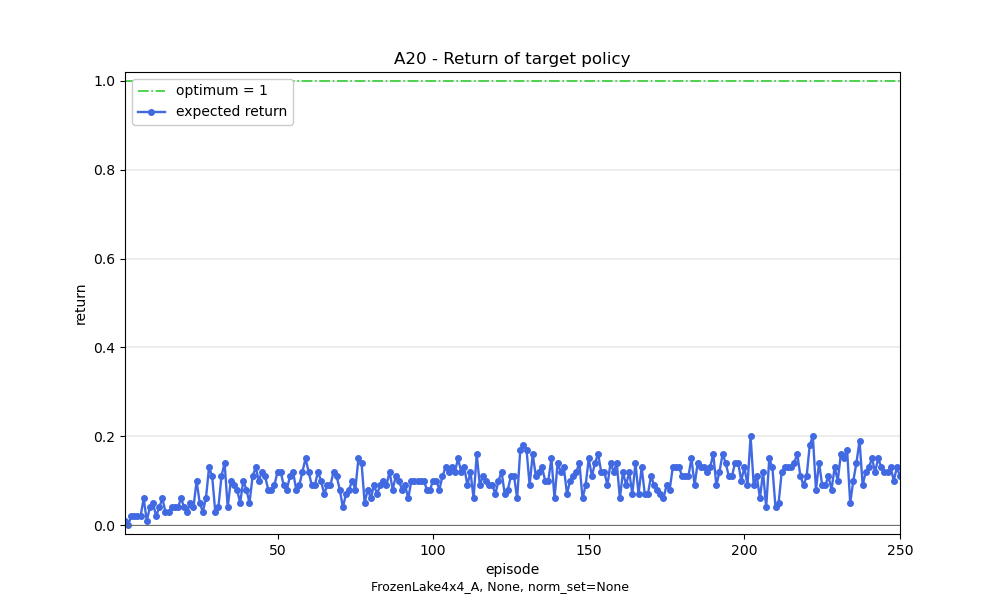 A20 - Return of target policy
optimum = 1
expected return
1.0
0.8
0.6
0.4
0.2
0.0
return
50
100
150
200
250
episode
FrozenLake4x4_A, None, norm_set=None